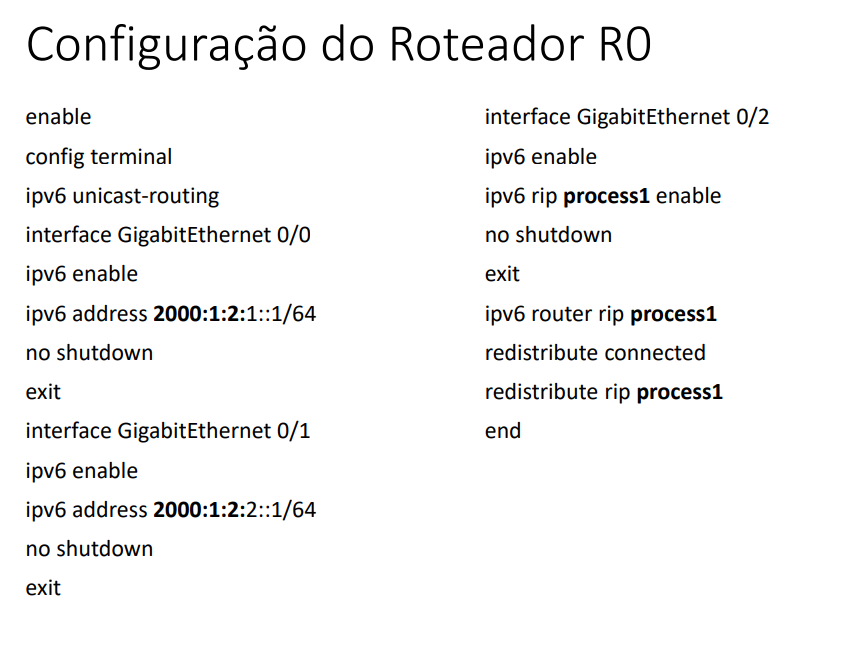 Configuração do Roteador R0
enable
config terminal
ipv6 unicast-routing
interface GigabitEthernet 0/0
ipv6 enable
ipv6 address 2000:1:2:1::1/64
no shutdown
exit
interface GigabitEthernet 0/1
ipv6 enable
ipv6 address 2000:1:2:2::1/64
no shutdown
exit
interface GigabitEthernet 0/2
ipv6 enable
ipv6 rip process1 enable
no shutdown
exit
ipv6 router rip process1
redistribute connected
redistribute rip process1
end